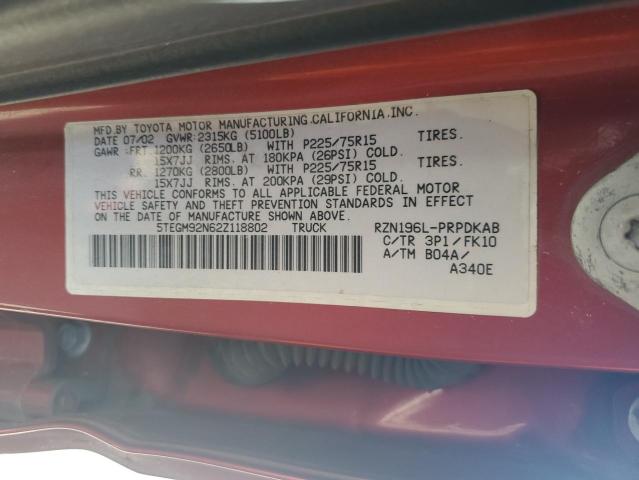 MFD.BY TOYOTA MOTOR MANUFACTURING,CALIFORNIA,INC.
DATE 07/02 GVWR:2315KG (5100LB)
GAWR :FRT.1200KG (2650LB) WITH P225/75R15 TIRES.
15X7JJ RIMS. AT 180KPA (26PSI) COLD.
RR. 1270KG (2800LB) WITH P225/75R15 TIRES.
15X7JJ RIMS. AT 200KPA (29PSI) COLD.
THIS VEHICLE CONFORMS TO ALL APPLICABLE FEDERAL MOTOR
VEHICLE SAFETY AND THEFT PREVENTION STANDARDS IN EFFECT
ON THE DATE OF MANUFACTURE SHOWN ABOVE.
5TEGM92N62Z118802 TRUCK RZN196L-PRPDKAB
C/TR 3P1/FK10
A/TM B04A/
A340E